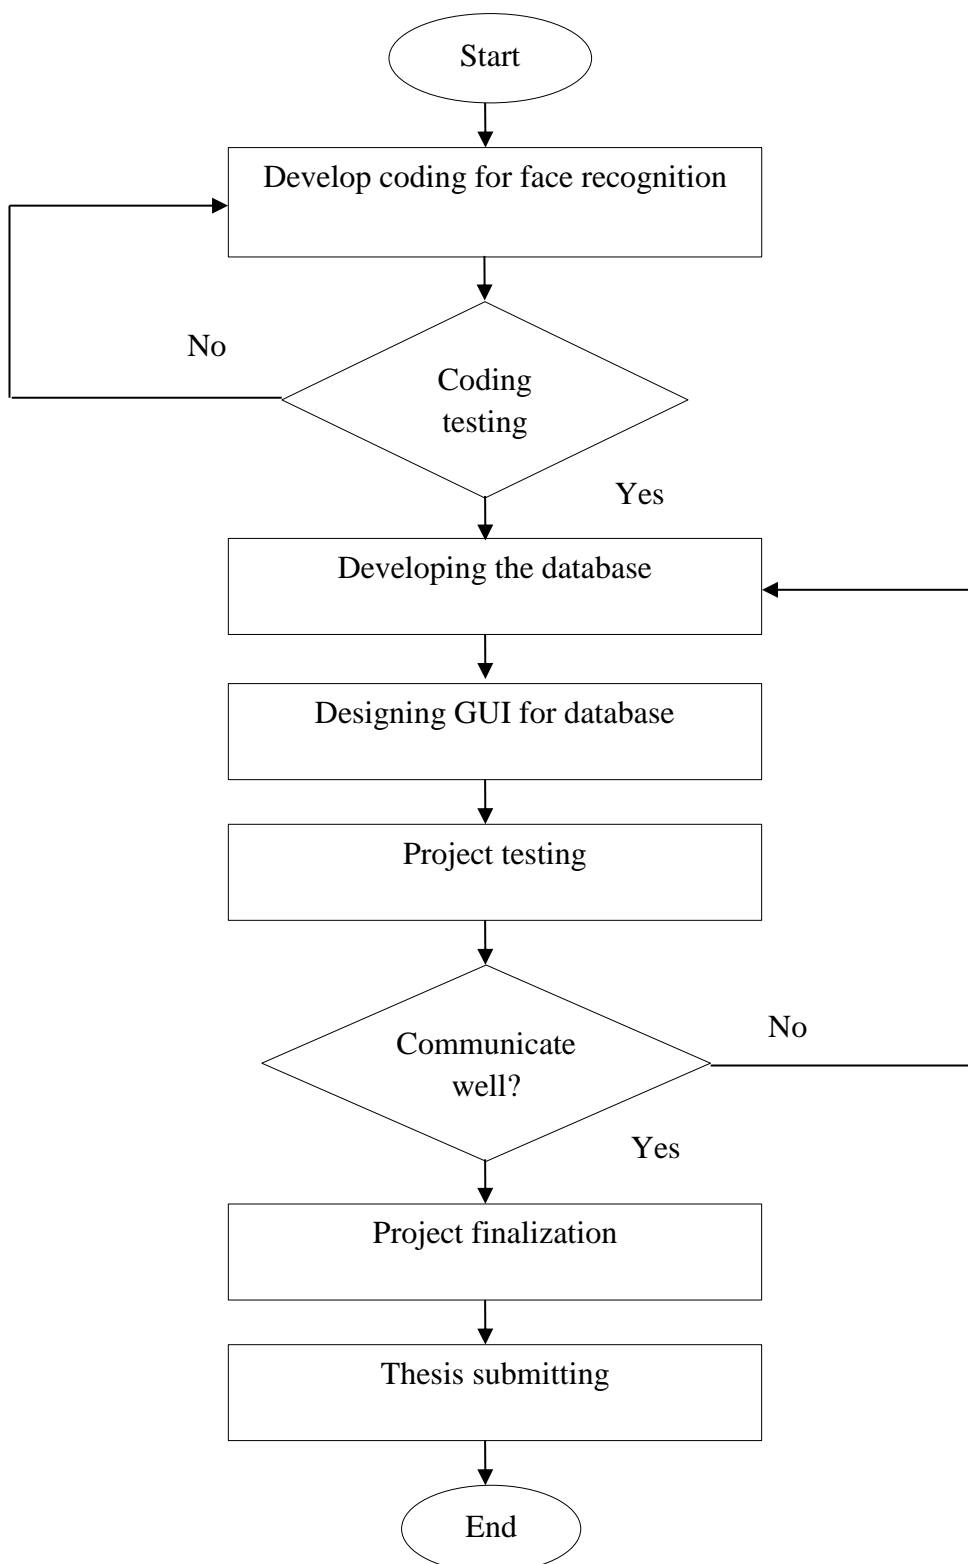 Start
Develop coding for face recognition
No
Coding
testing
Yes
Developing the database
Designing GUI for database
Project testing
No
Communicate
well?
Yes
Project finalization
Thesis submitting
End